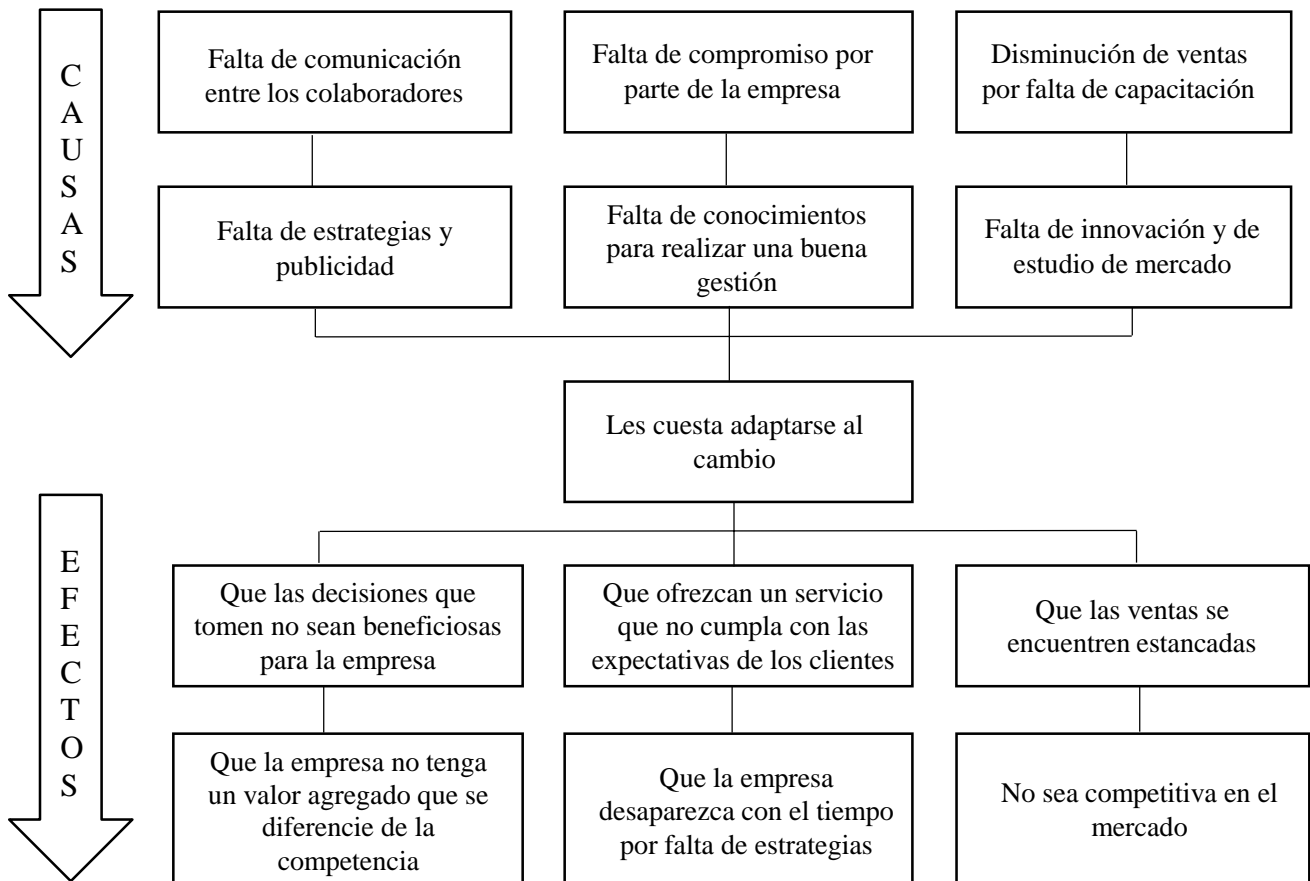 CAUSAS
Falta de comunicación
entre los colaboradores
Falta de compromiso por
parte de la empresa
Disminución de ventas
por falta de capacitación
Falta de estrategias y
publicidad
Falta de conocimientos
para realizar una buena
gestión
Falta de innovación y de
estudio de mercado
Les cuesta adaptarse al
cambio
EFECTOS
Que las decisiones que
tomen no sean beneficiosas
para la empresa
Que ofrezcan un servicio
que no cumpla con las
expectativas de los clientes
Que las ventas se
encuentren estancadas
Que la empresa no tenga
un valor agregado que se
diferencie de la
competencia
Que la empresa
desaparezca con el tiempo
por falta de estrategias
No sea competitiva en el
mercado